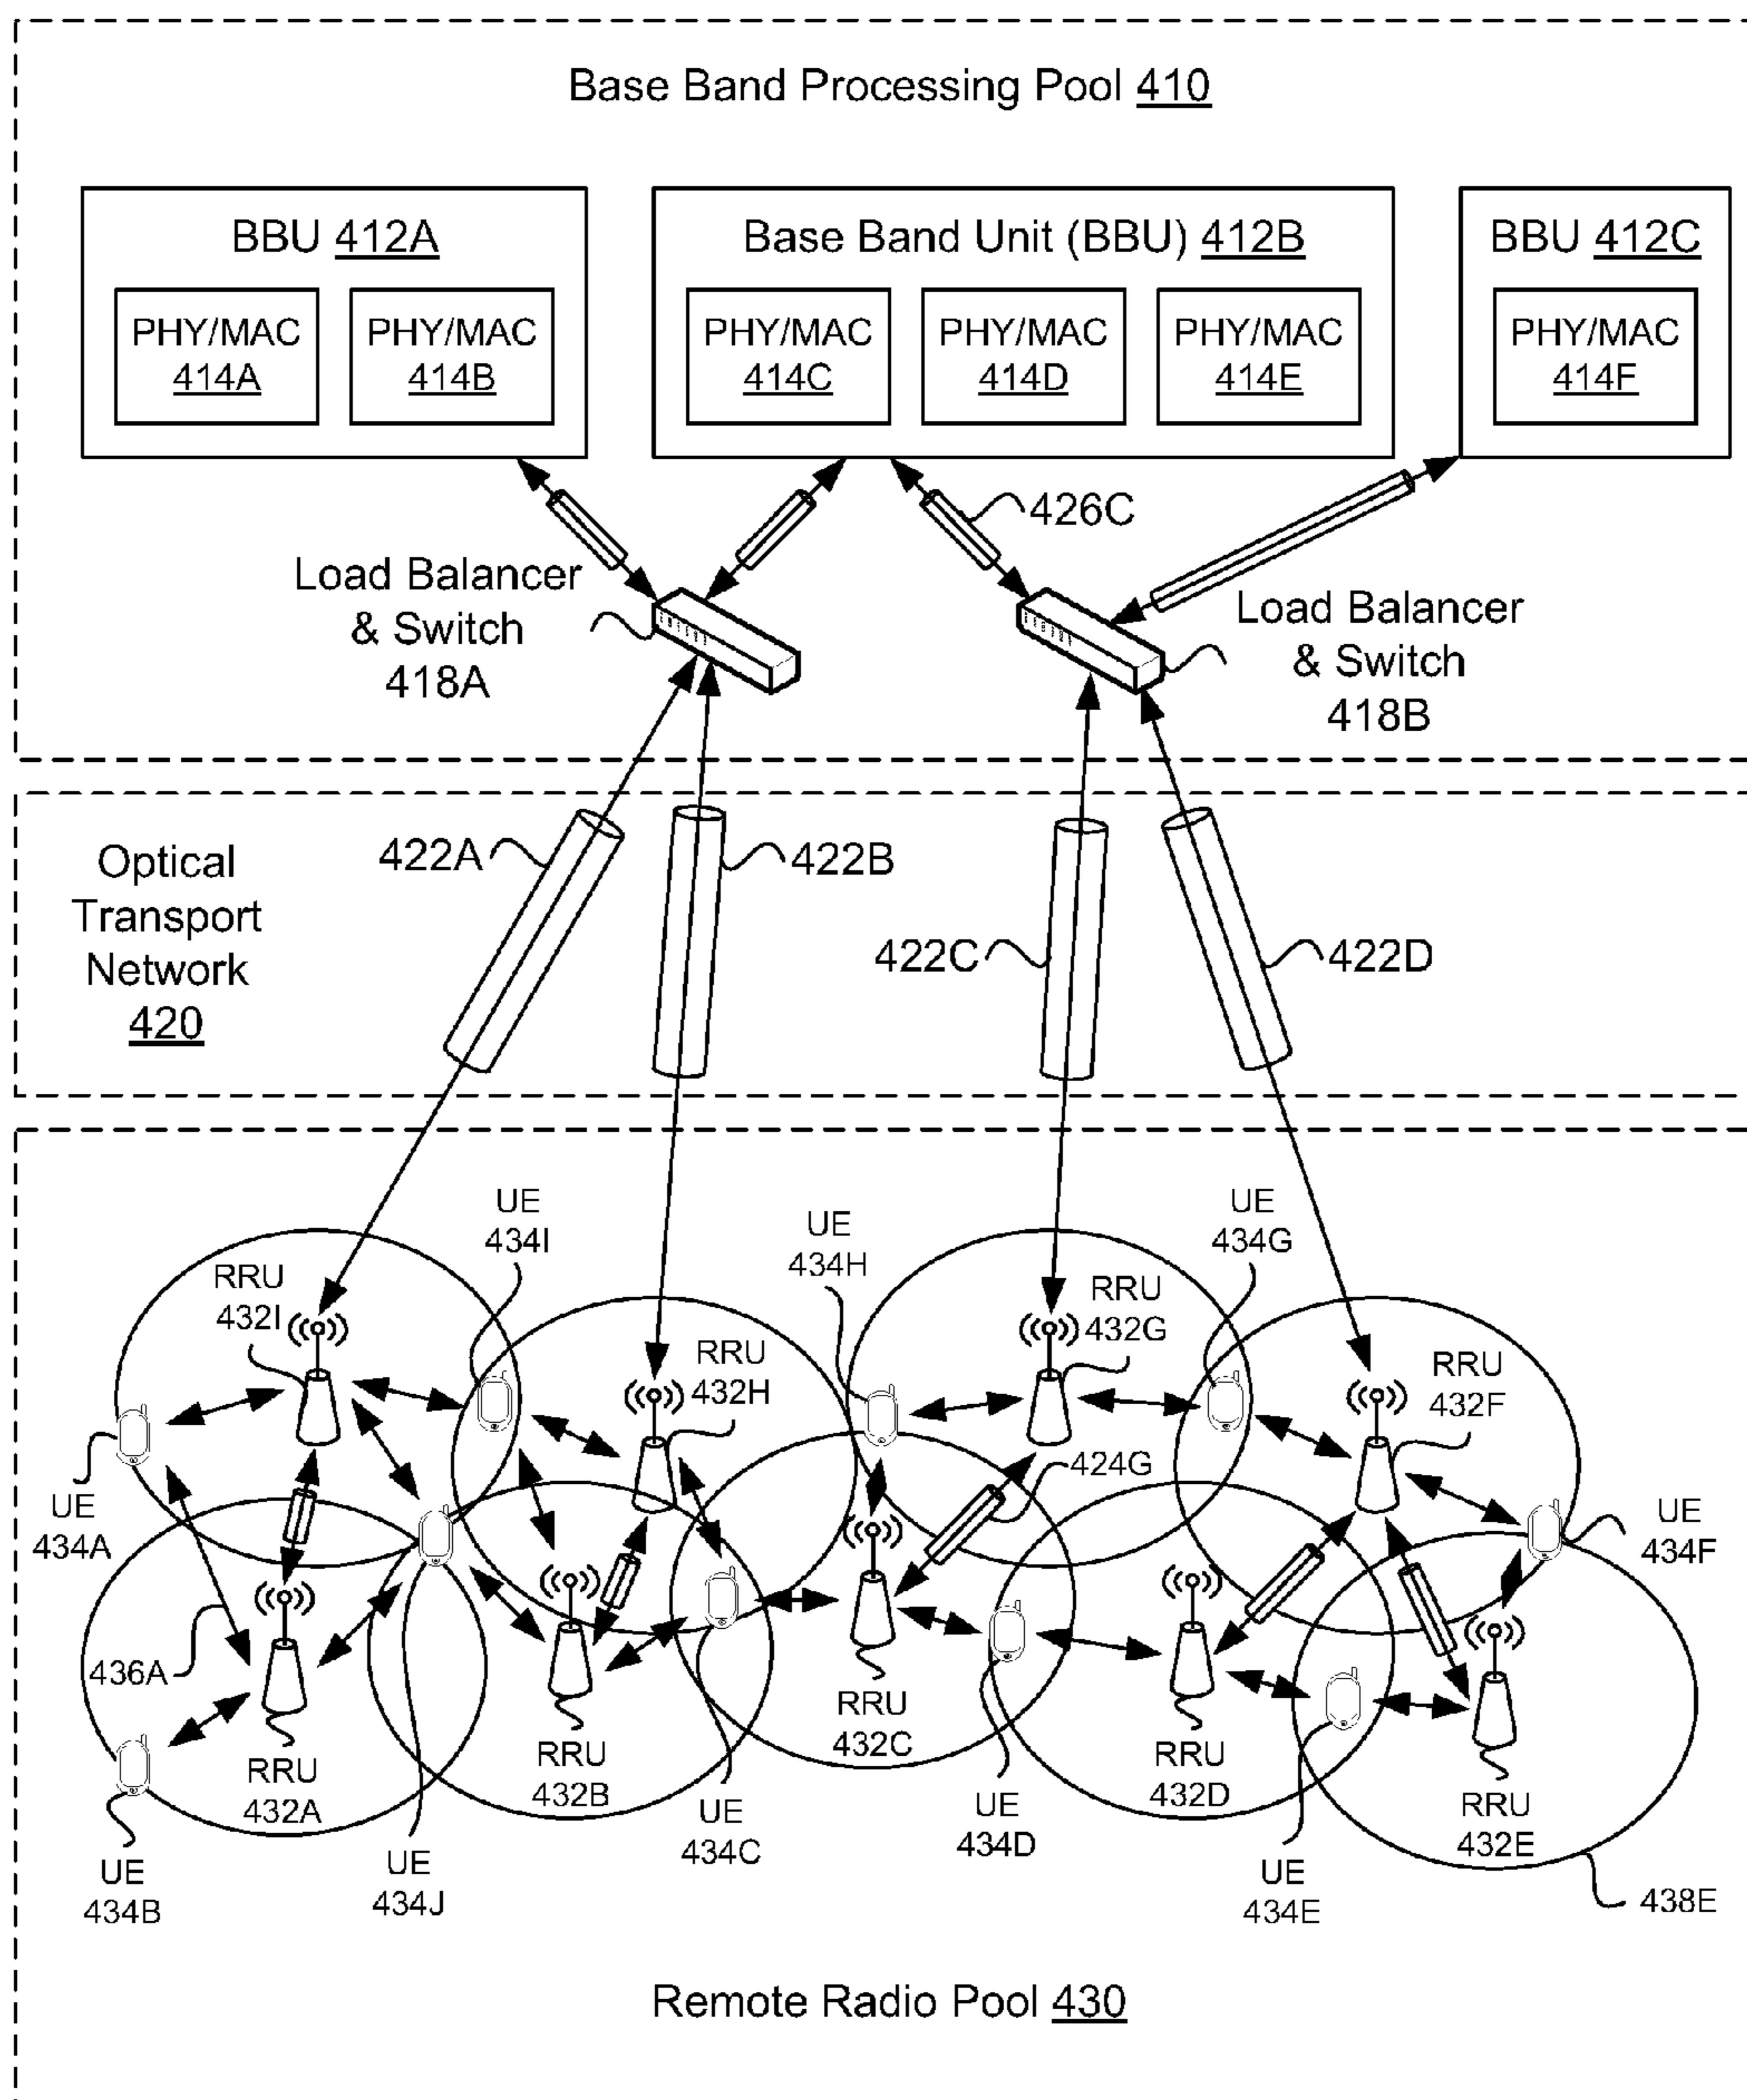 Base Band Processing Pool 410
BBU 412A
PHY/MAC
414A
PHY/MAC
414B
Base Band Unit (BBU) 412B
PHY/MAC
414C
PHY/MAC
414D
PHY/MAC
414E
BBU 412C
PHY/MAC
414F
426C
Load Balancer
& Switch
418A
Load Balancer
& Switch
418B
Optical
Transport
Network
420
422A
422B
422C
422D
UE
434I
UE
434H
UE
434G
RRU
432I
RRU
432H
RRU
432G
RRU
432F
424G
UE
434A
UE
434F
436A
RRU
432A
RRU
432B
RRU
432C
RRU
432D
RRU
432E
UE
434B
UE
434J
UE
434C
UE
434D
UE
434E
438E
Remote Radio Pool 430